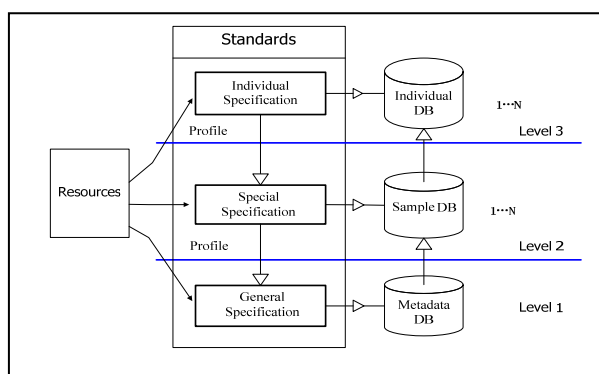 Standards
Individual
Specification
Individual
DB
1···N
Profile
Level 3
Resources
Special
Specification
Sample DB
1···N
Profile
Level 2
General
Specification
Metadata
DB
Level 1